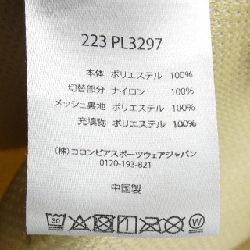 223 PL3297
本体 ポリエステル 100%
切替部分 ナイロン 100%
メッシュ裏地 ポリエステル 100%
充填物 ポリエステル 100%
(株)コロンビアスポーツウェアジャパン
0120-193-821
中国製